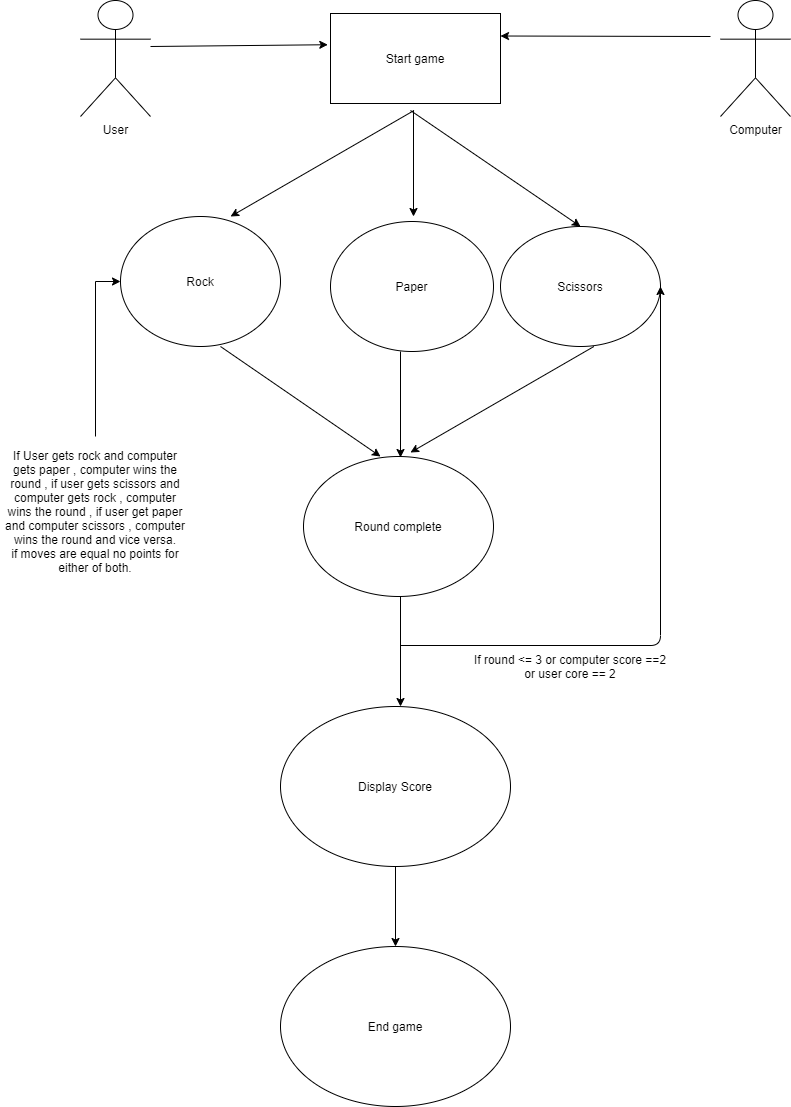 Start game
User
Computer
Rock
Paper
Scissors
If User gets rock and computer
gets paper , computer wins the
round , if user gets scissors and
computer gets rock , computer
wins the round , if user get paper
and computer scissors , computer
wins the round and vice versa.
if moves are equal no points for
either of both.
Round complete
If round <= 3 or computer score ==2
or user core == 2
Display Score
End game